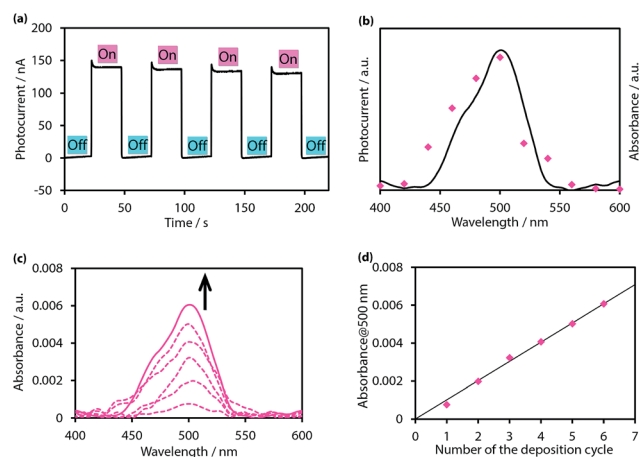 (a)
Photocurrent / nA
200
150
100
50
0
-50
On
On
On
On
Off
Off
Off
Off
Off
0
50
100
150
200
Time / s
(b)
Photocurrent / a.u.
Absorbance / a.u.
400
450
500
550
600
Wavelength / nm
(c)
Absorbance / a.u.
0.008
0.006
0.004
0.002
0
400
450
500
550
600
Wavelength / nm
(d)
Absorbance@500 nm
0.008
0.006
0.004
0.002
0
0
1
2
3
4
5
6
7
Number of the deposition cycle